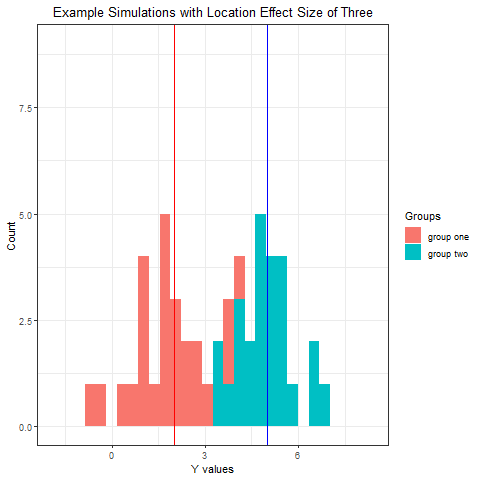 Example Simulations with Location Effect Size of Three
7.5
5.0
2.5
0.0
Count
0 3 6
Y values
Groups
group one
group two